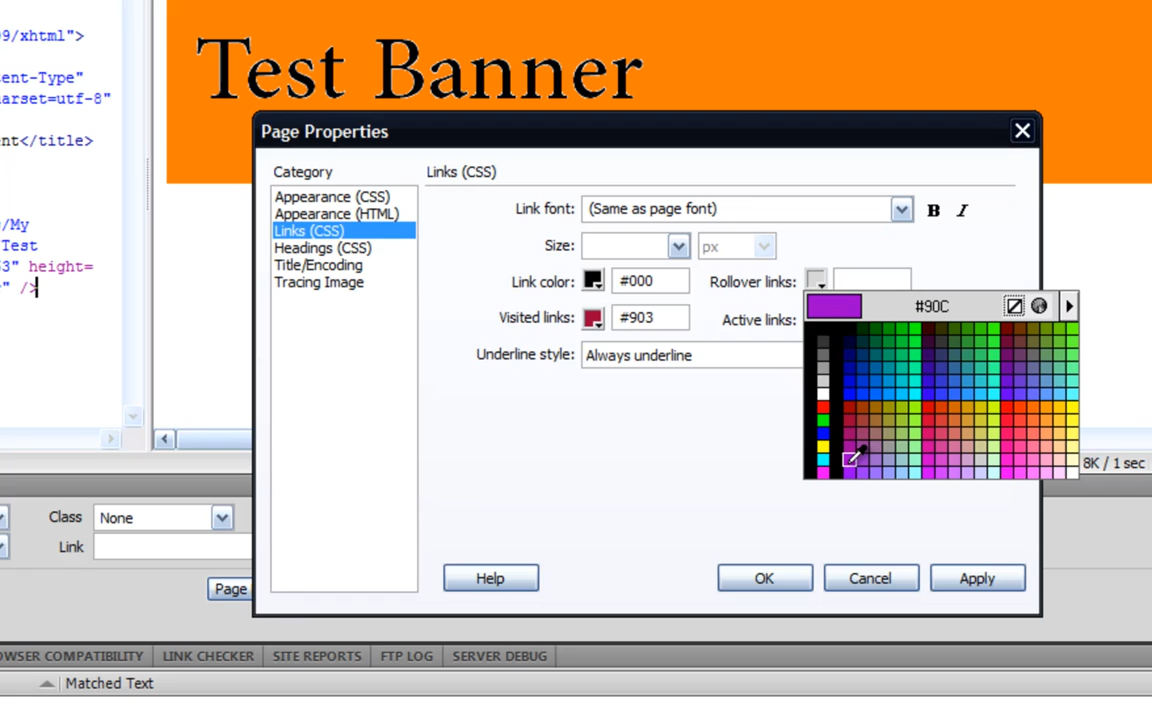 9/xhtml">
ent-Type"
harset=utf-8"
nt</title>
s/My
Test
3" height=
" />
Test Banner
Page Properties
Category
Appearance (CSS)
Appearance (HTML)
Links (CSS)
Headings (CSS)
Title/Encoding
Tracing Image
Links (CSS)
Link font: (Same as page font) B I
Size: px
Link color: #000 Rollover links:
Visited links: #903 Active links:
Underline style: Always underline
#90C
Help OK Cancel Apply
8K / 1 sec
Class None
Link
Page
OWSER COMPATIBILITY LINK CHECKER SITE REPORTS FTP LOG SERVER DEBUG
Matched Text